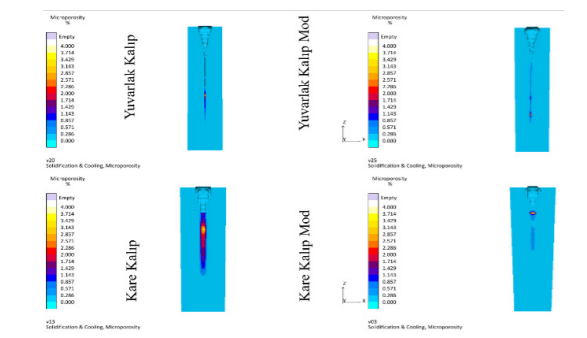 Microporosity
%
Empty
4.000
3.714
3.429
3.143
2.857
2.571
2.286
2.000
1.714
1.429
1.143
0.857
0.571
0.286
0.000
v20
Solidification & Cooling, Microporosity
Yuvarlak Kalıp
Microporosity
%
Empty
4.000
3.714
3.429
3.143
2.857
2.571
2.286
2.000
1.714
1.429
1.143
0.857
0.571
0.286
0.000
Z
Y
X
v25
Solidification & Cooling, Microporosity
Yuvarlak Kalıp Mod
Microporosity
%
Empty
4.000
3.714
3.429
3.143
2.857
2.571
2.286
2.000
1.714
1.429
1.143
0.857
0.571
0.286
0.000
v13
Solidification & Cooling, Microporosity
Kare Kalıp
Microporosity
%
Empty
4.000
3.714
3.429
3.143
2.857
2.571
2.286
2.000
1.714
1.429
1.143
0.857
0.571
0.286
0.000
Z
Y
X
v03
Solidification & Cooling, Microporosity
Kare Kalıp Mod